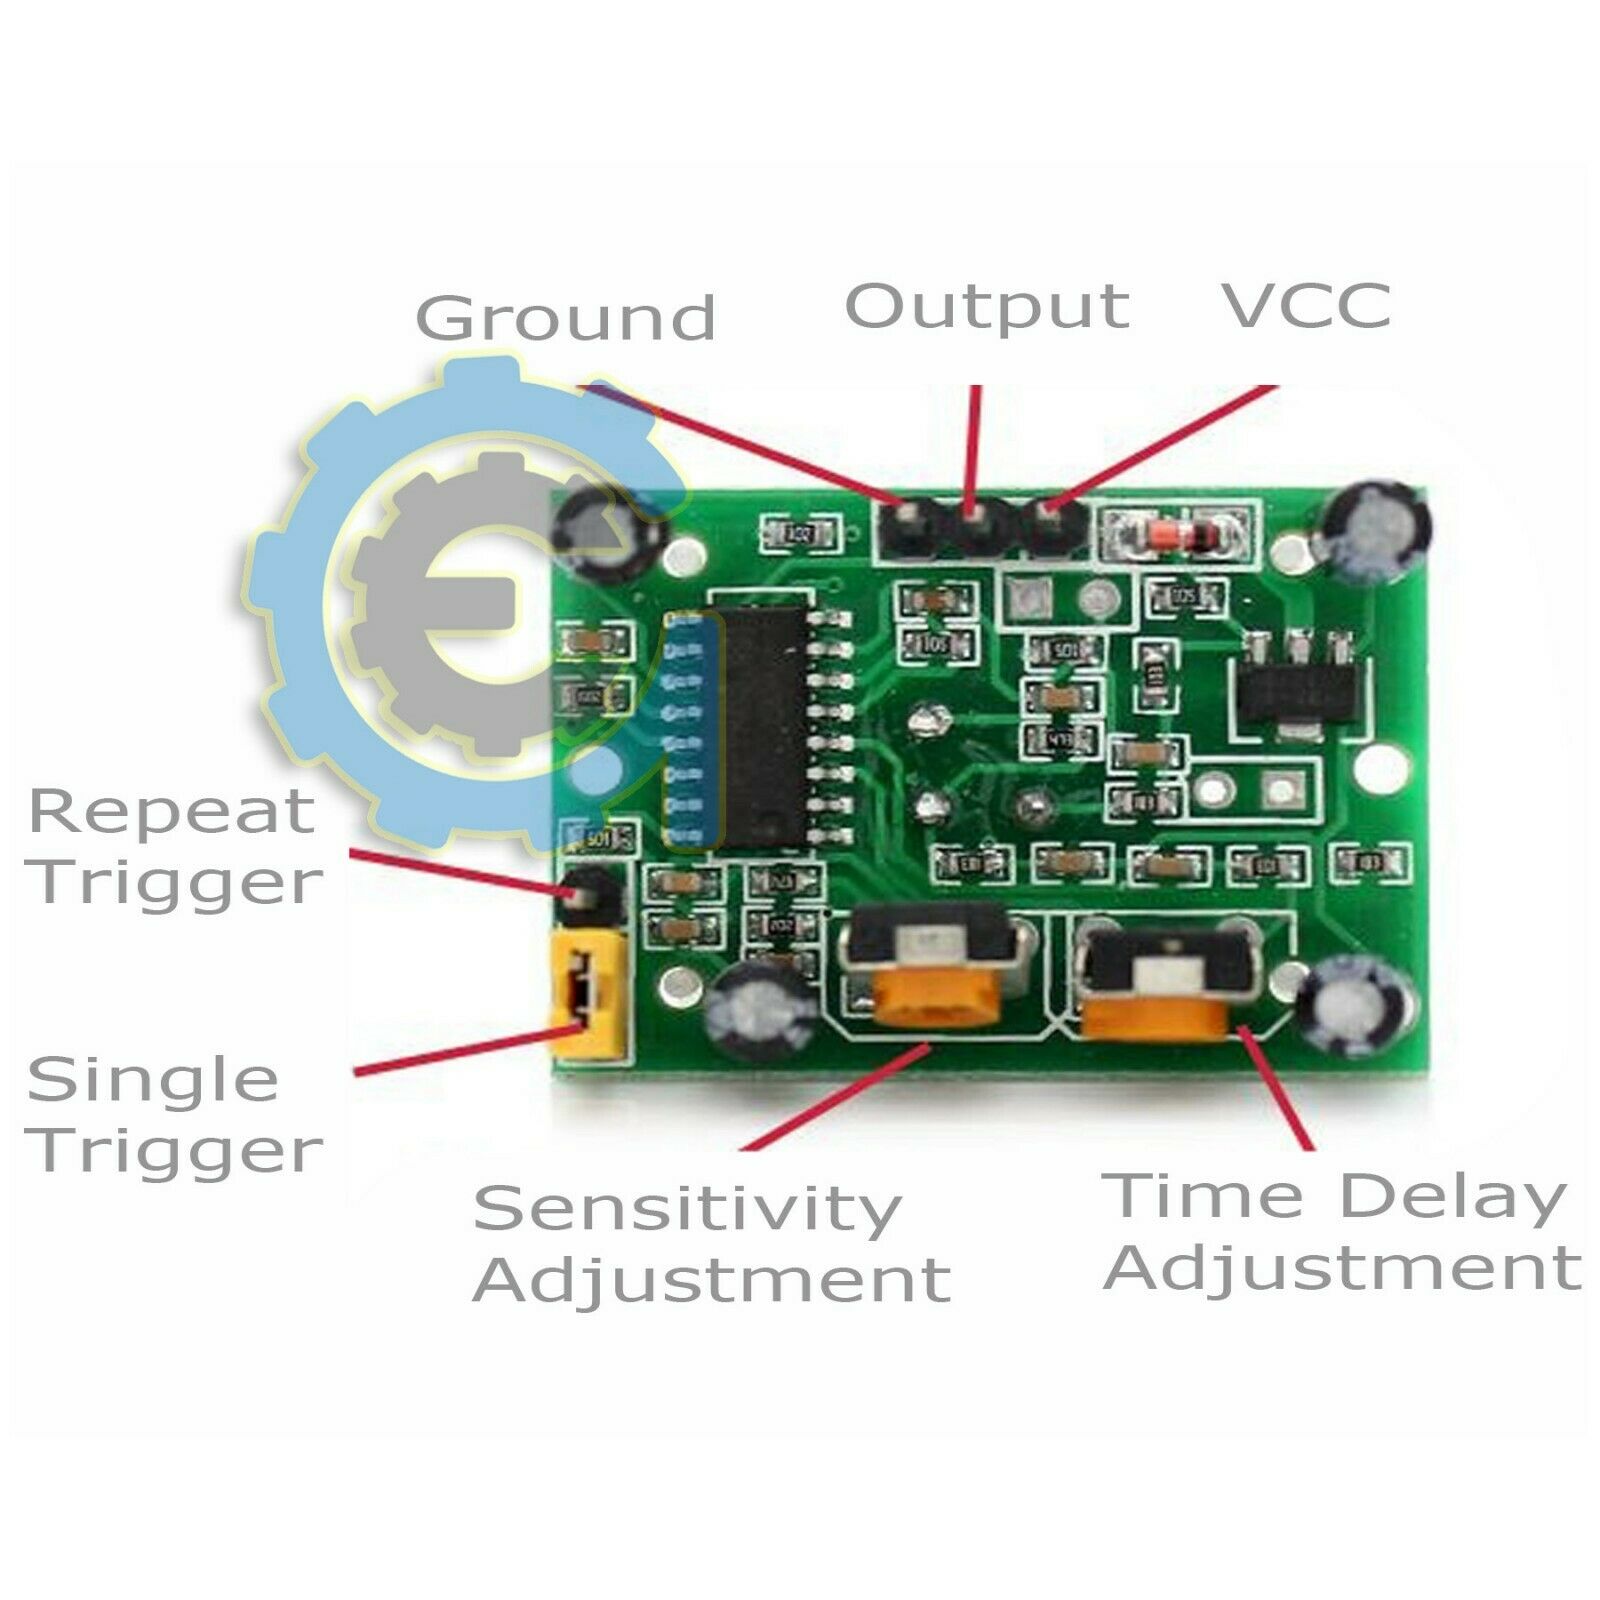 Ground
Output
VCC
Repeat
Trigger
Single
Trigger
Sensitivity
Adjustment
Time Delay
Adjustment